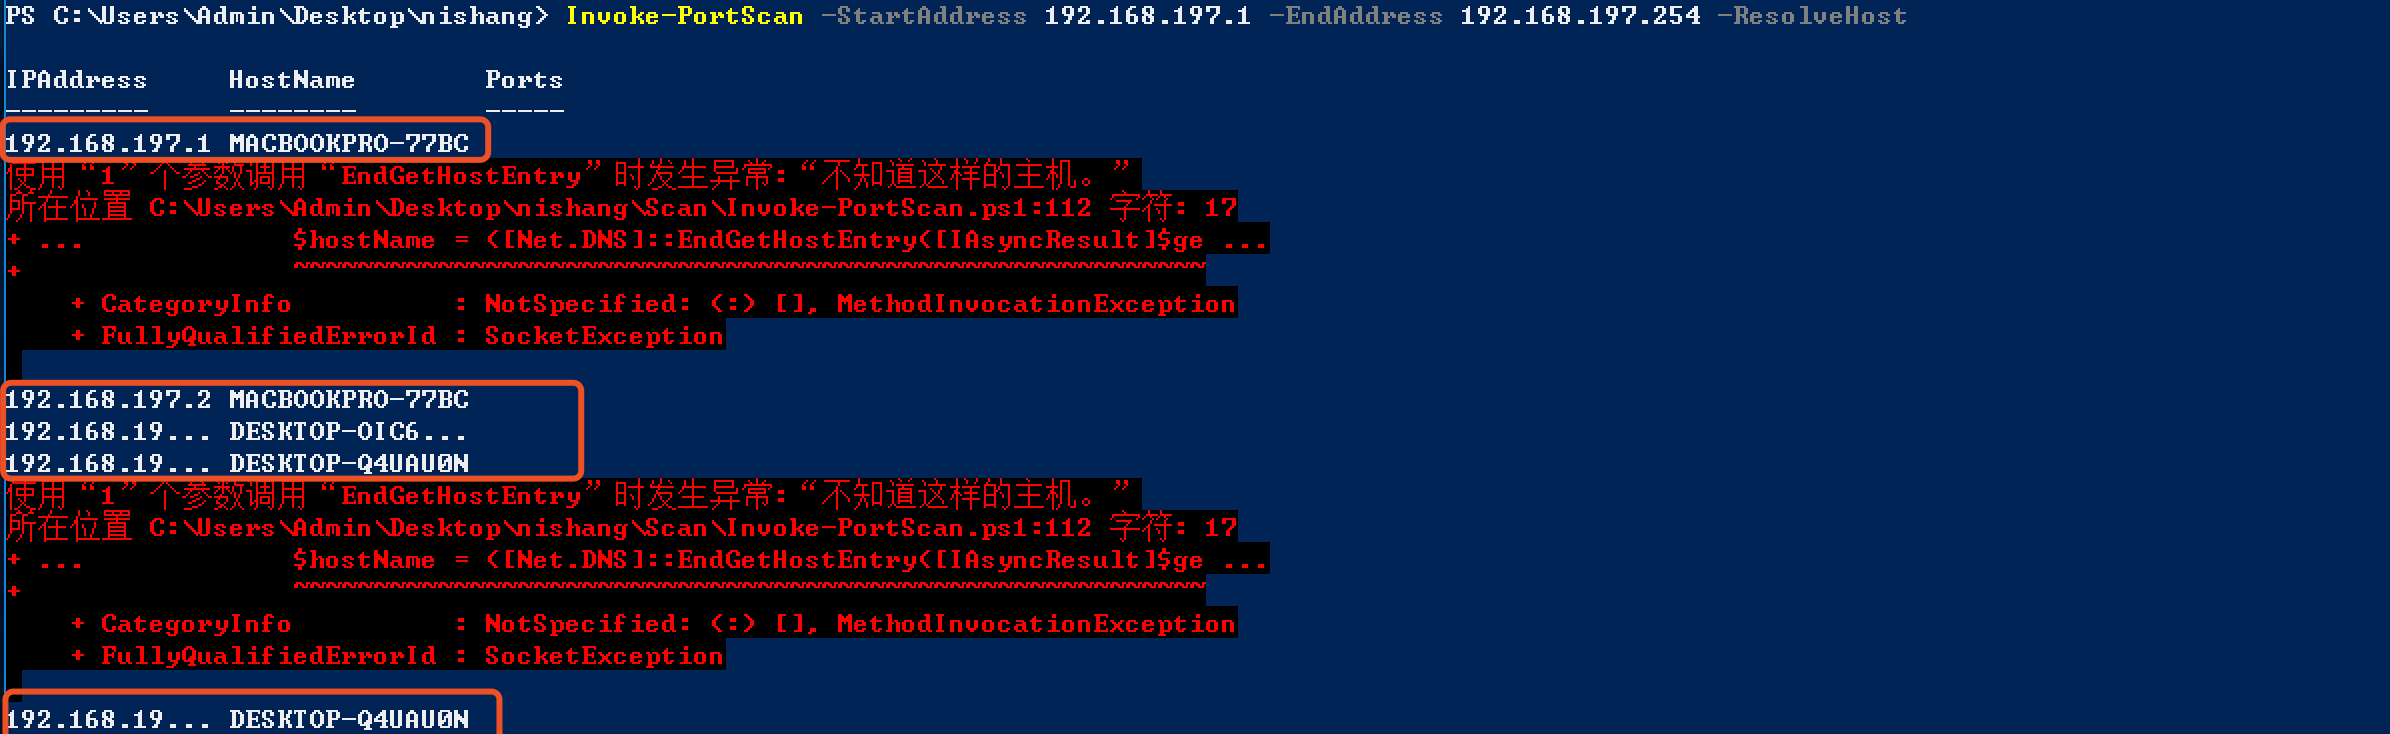 PS C:\Users\Admin\Desktop\nishang> Invoke-PortScan -StartAddress 192.168.197.1 -EndAddress 192.168.197.254 -ResolveHost
IPAddress HostName Ports
--------- -------- -----
192.168.197.1 MACBOOKPRO-77BC
使用“1”个参数调用“EndGetHostEntry”时发生异常:“不知道这样的主机。”
所在位置 C:\Users\Admin\Desktop\nishang\Scan\Invoke-PortScan.ps1:112 字符: 17
+ ... $hostName = ([Net.DNS]::EndGetHostEntry([IAsyncResult]$ge ...
+ ~~~~~~~~~~~~~~~~~~~~~~~~~~~~~~~~~~~~~~~~~~~~~~~~~~~~~~~~~
+ CategoryInfo : NotSpecified: (:) [], MethodInvocationException
+ FullyQualifiedErrorId : SocketException
192.168.197.2 MACBOOKPRO-77BC
192.168.19... DESKTOP-OIC6...
192.168.19... DESKTOP-Q4UAU0N
使用“1”个参数调用“EndGetHostEntry”时发生异常:“不知道这样的主机。”
所在位置 C:\Users\Admin\Desktop\nishang\Scan\Invoke-PortScan.ps1:112 字符: 17
+ ... $hostName = ([Net.DNS]::EndGetHostEntry([IAsyncResult]$ge ...
+ ~~~~~~~~~~~~~~~~~~~~~~~~~~~~~~~~~~~~~~~~~~~~~~~~~~~~~~~~~
+ CategoryInfo : NotSpecified: (:) [], MethodInvocationException
+ FullyQualifiedErrorId : SocketException
192.168.19... DESKTOP-Q4UAU0N